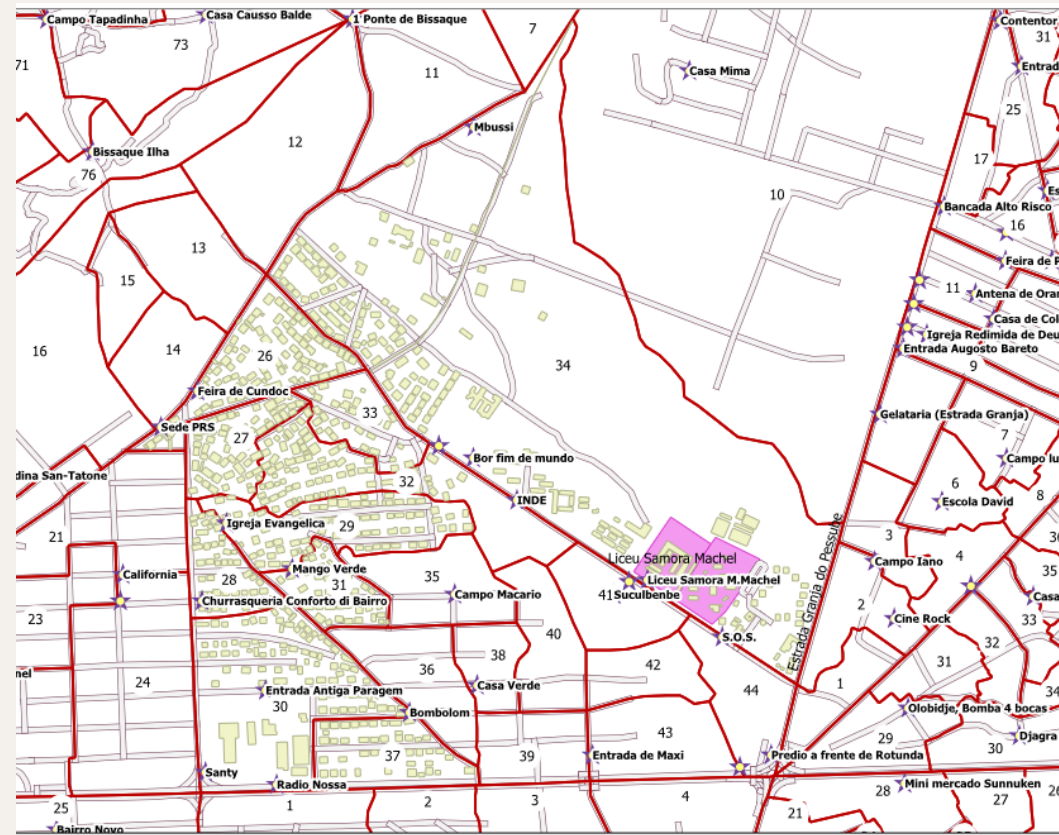 Campo Tapadinha
Casa Causso Balde
1 Ponte de Bissaque
7
Contentor
31
73
71
11
Casa Mima
Entrad
25
Mbussi
12
17
Bissaque Ilha
76
10
Es
Bancada Alto Risco
16
13
Feira de P
15
11
Antena de Oran
Casa de Col
Igreja Redimida de Deu
16
14
26
34
Entrada Augosto Bareto
9
Feira de Cundoc
33
Gelataria (Estrada Granja)
Sede PRS
27
7
Bor fim de mundo
Campo lu
dina San-Tatone
32
6
8
INDE
Escola David
Igreja Evangelica
29
21
3
36
Liceu Samora Machel
4
Mango Verde
Campo Iano
35
California
28
31
35
Liceu Samora M.Machel
Campo Macario
41
Suculbenbe
Casa
Churrasqueria Conforto di Bairro
2
23
Cine Rock
33
40
S.O.S.
Estrada Granja do Pessune
32
38
42
31
36
nel
24
44
1
Casa Verde
34
Entrada Antiga Paragem
30
Olobidje, Bomba 4 bocas
Bombolom
43
29
Djagra
30
37
39
Entrada de Maxi
Predio a frente de Rotunda
Santy
Radio Nossa
28
Mini mercado Sunnuken
26
1
2
3
4
27
25
21
Bairro Novo